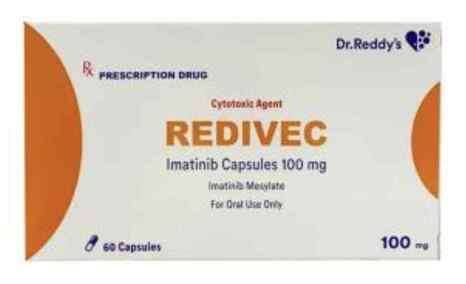 Dr.Reddy's
Rx PRESCRIPTION DRUG
Cytotoxic Agent
REDIVEC
Imatinib Capsules 100 mg
Imatinib Mesylate
For Oral Use Only
60 Capsules
100 mg